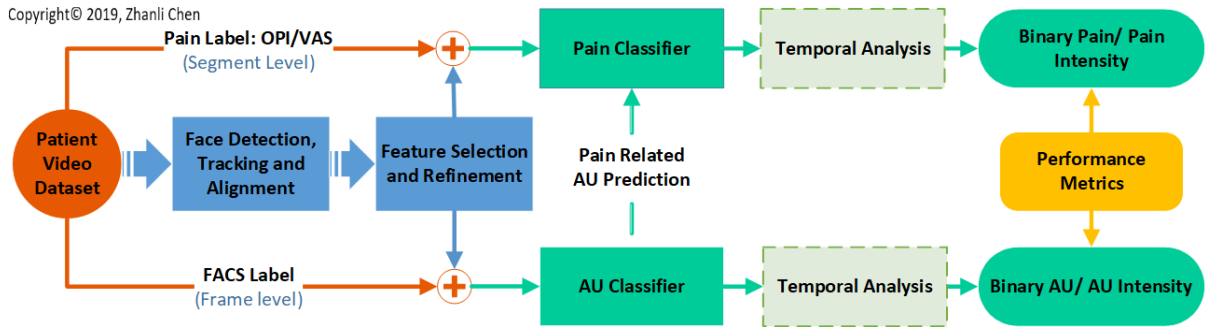 Copyright© 2019, Zhanli Chen
Pain Label: OPI/VAS
(Segment Level)
Pain Classifier
Temporal Analysis
Binary Pain/ Pain
Intensity
Patient
Video
Dataset
Face Detection,
Tracking and
Alignment
Feature Selection
and Refinement
Pain Related
AU Prediction
Performance
Metrics
FACS Label
(Frame level)
AU Classifier
Temporal Analysis
Binary AU/ AU Intensity